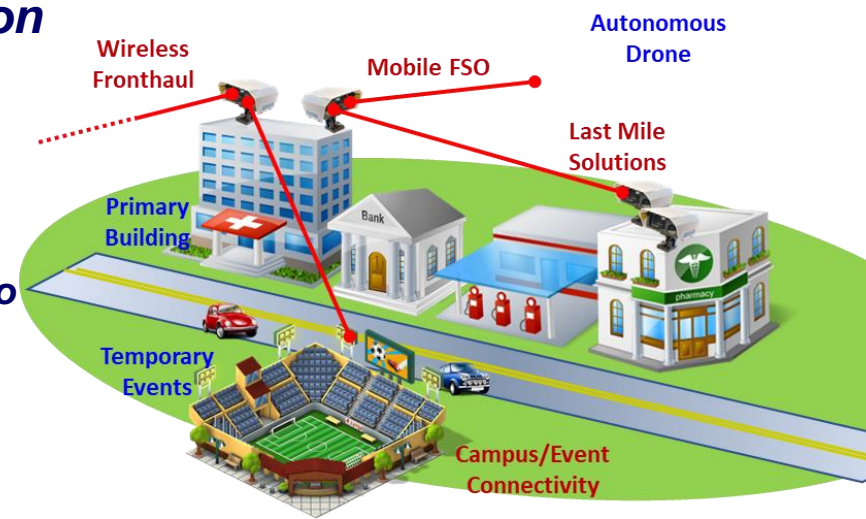 on
Wireless
Fronthaul
Mobile FSO
Autonomous
Drone
Last Mile
Solutions
Primary
Building
Bank
pharmacy
o
Temporary
Events
Campus/Event
Connectivity